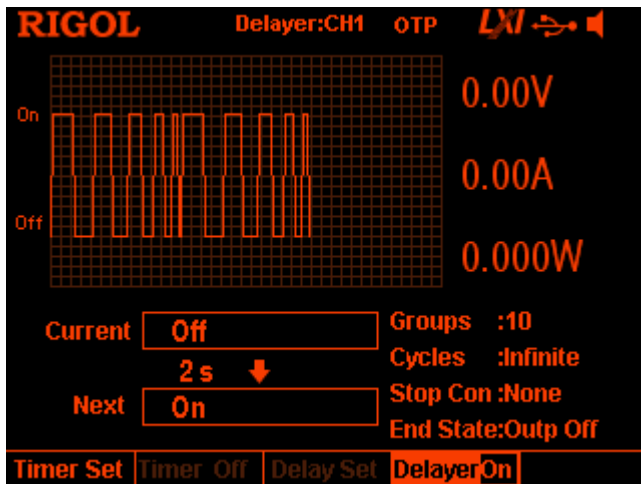 RIGOL Delayer:CH1 OTP LXI
0.00V
On
0.00A
Off
0.000W
Current Off
2 s
Next On
Groups :10
Cycles :Infinite
Stop Con :None
End State:Outp Off
Timer Set Timer Off Delay Set Delayer On